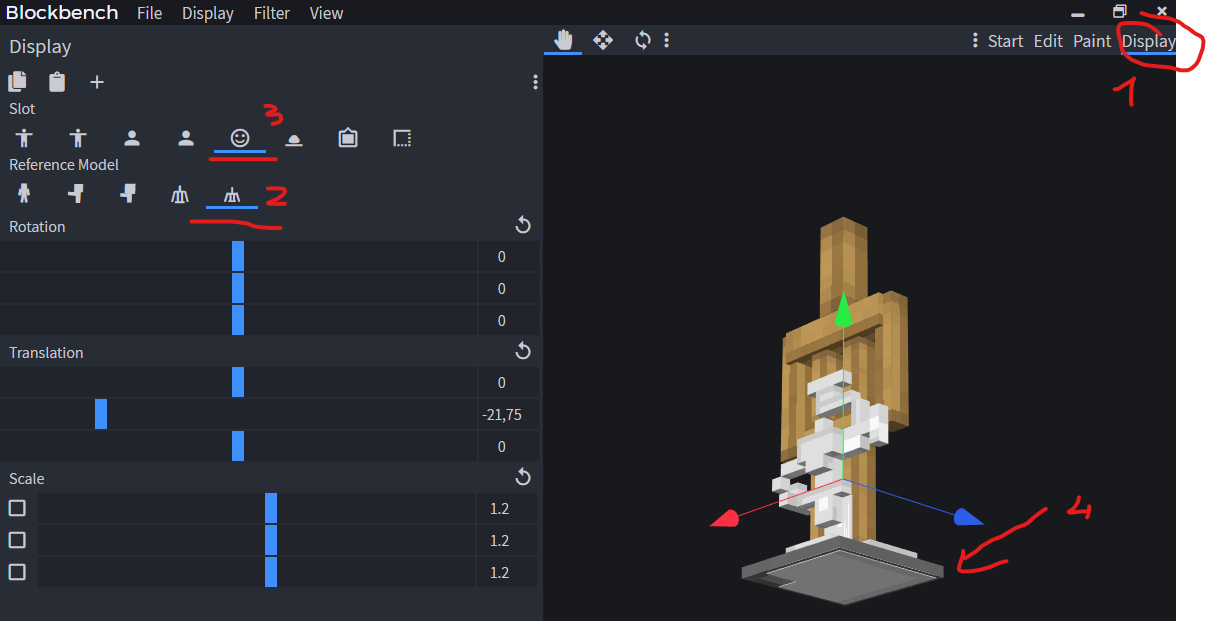 Blockbench File Display Filter View
Display
Start Edit Paint Display
1
Slot
3
Reference Model
2
Rotation
0
0
0
Translation
0
-21,75
0
Scale
1.2
1.2
1.2
4